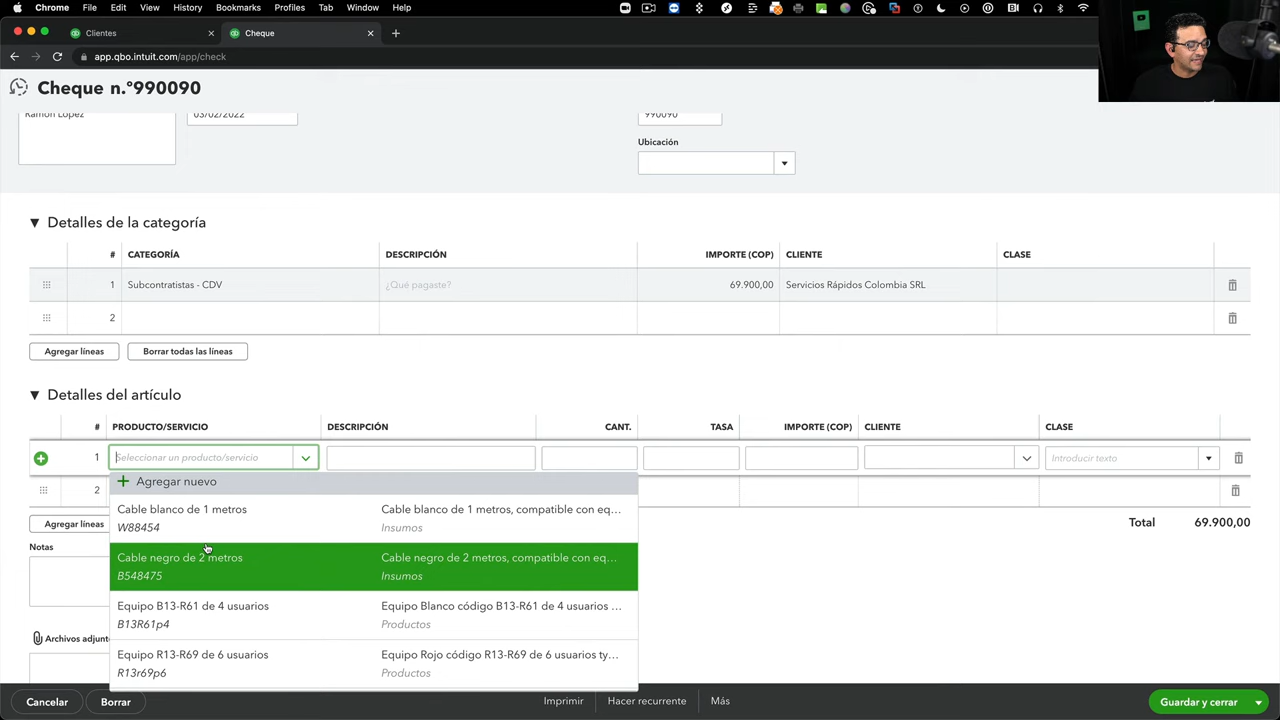 Chrome File Edit View History Bookmarks Profiles Tab Window Help
Clientes
Cheque
app.qbo.intuit.com/app/check
Cheque n.º990090
Ramón López
03/02/2022
990090
Ubicación
Detalles de la categoría
# CATEGORÍA DESCRIPCIÓN IMPORTE (COP) CLIENTE CLASE
1 Subcontratistas - CDV ¿Qué pagaste? 69.900,00 Servicios Rápidos Colombia SRL
2
Agregar líneas Borrar todas las líneas
Detalles del artículo
# PRODUCTO/SERVICIO DESCRIPCIÓN CANT. TASA IMPORTE (COP) CLIENTE CLASE
1 Seleccionar un producto/servicio Introducir texto
Agregar nuevo
2
Cable blanco de 1 metros Cable blanco de 1 metros, compatible con eq...
W88454 Insumos
Agregar líneas
Total 69.900,00
Notas
Cable negro de 2 metros Cable negro de 2 metros, compatible con eq...
B548475 Insumos
Equipo B13-R61 de 4 usuarios Equipo Blanco código B13-R61 de 4 usuarios ...
B13R61p4 Productos
Archivos adjunt
Equipo R13-R69 de 6 usuarios Equipo Rojo código R13-R69 de 6 usuarios ty...
R13r69p6 Productos
Cancelar Borrar Imprimir Hacer recurrente Más Guardar y cerrar